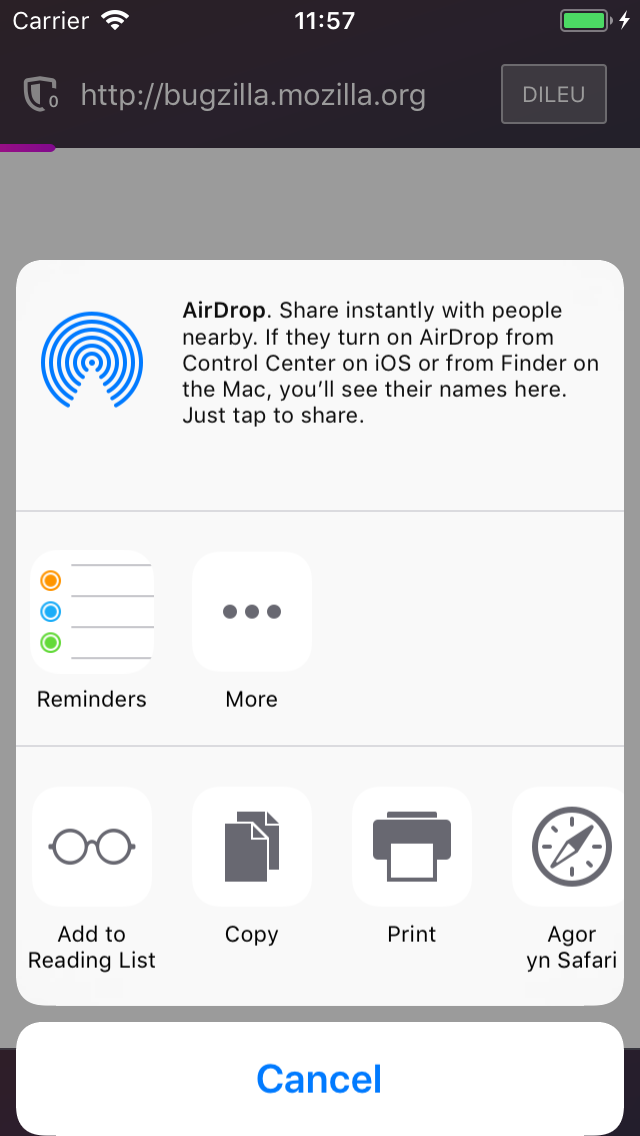 Carrier 11:57
0 http://bugzilla.mozilla.org DILEU
AirDrop. Share instantly with people
nearby. If they turn on AirDrop from
Control Center on iOS or from Finder on
the Mac, you’ll see their names here.
Just tap to share.
Reminders More
Add to
Reading List
Copy
Print
Agor
yn Safari
Cancel